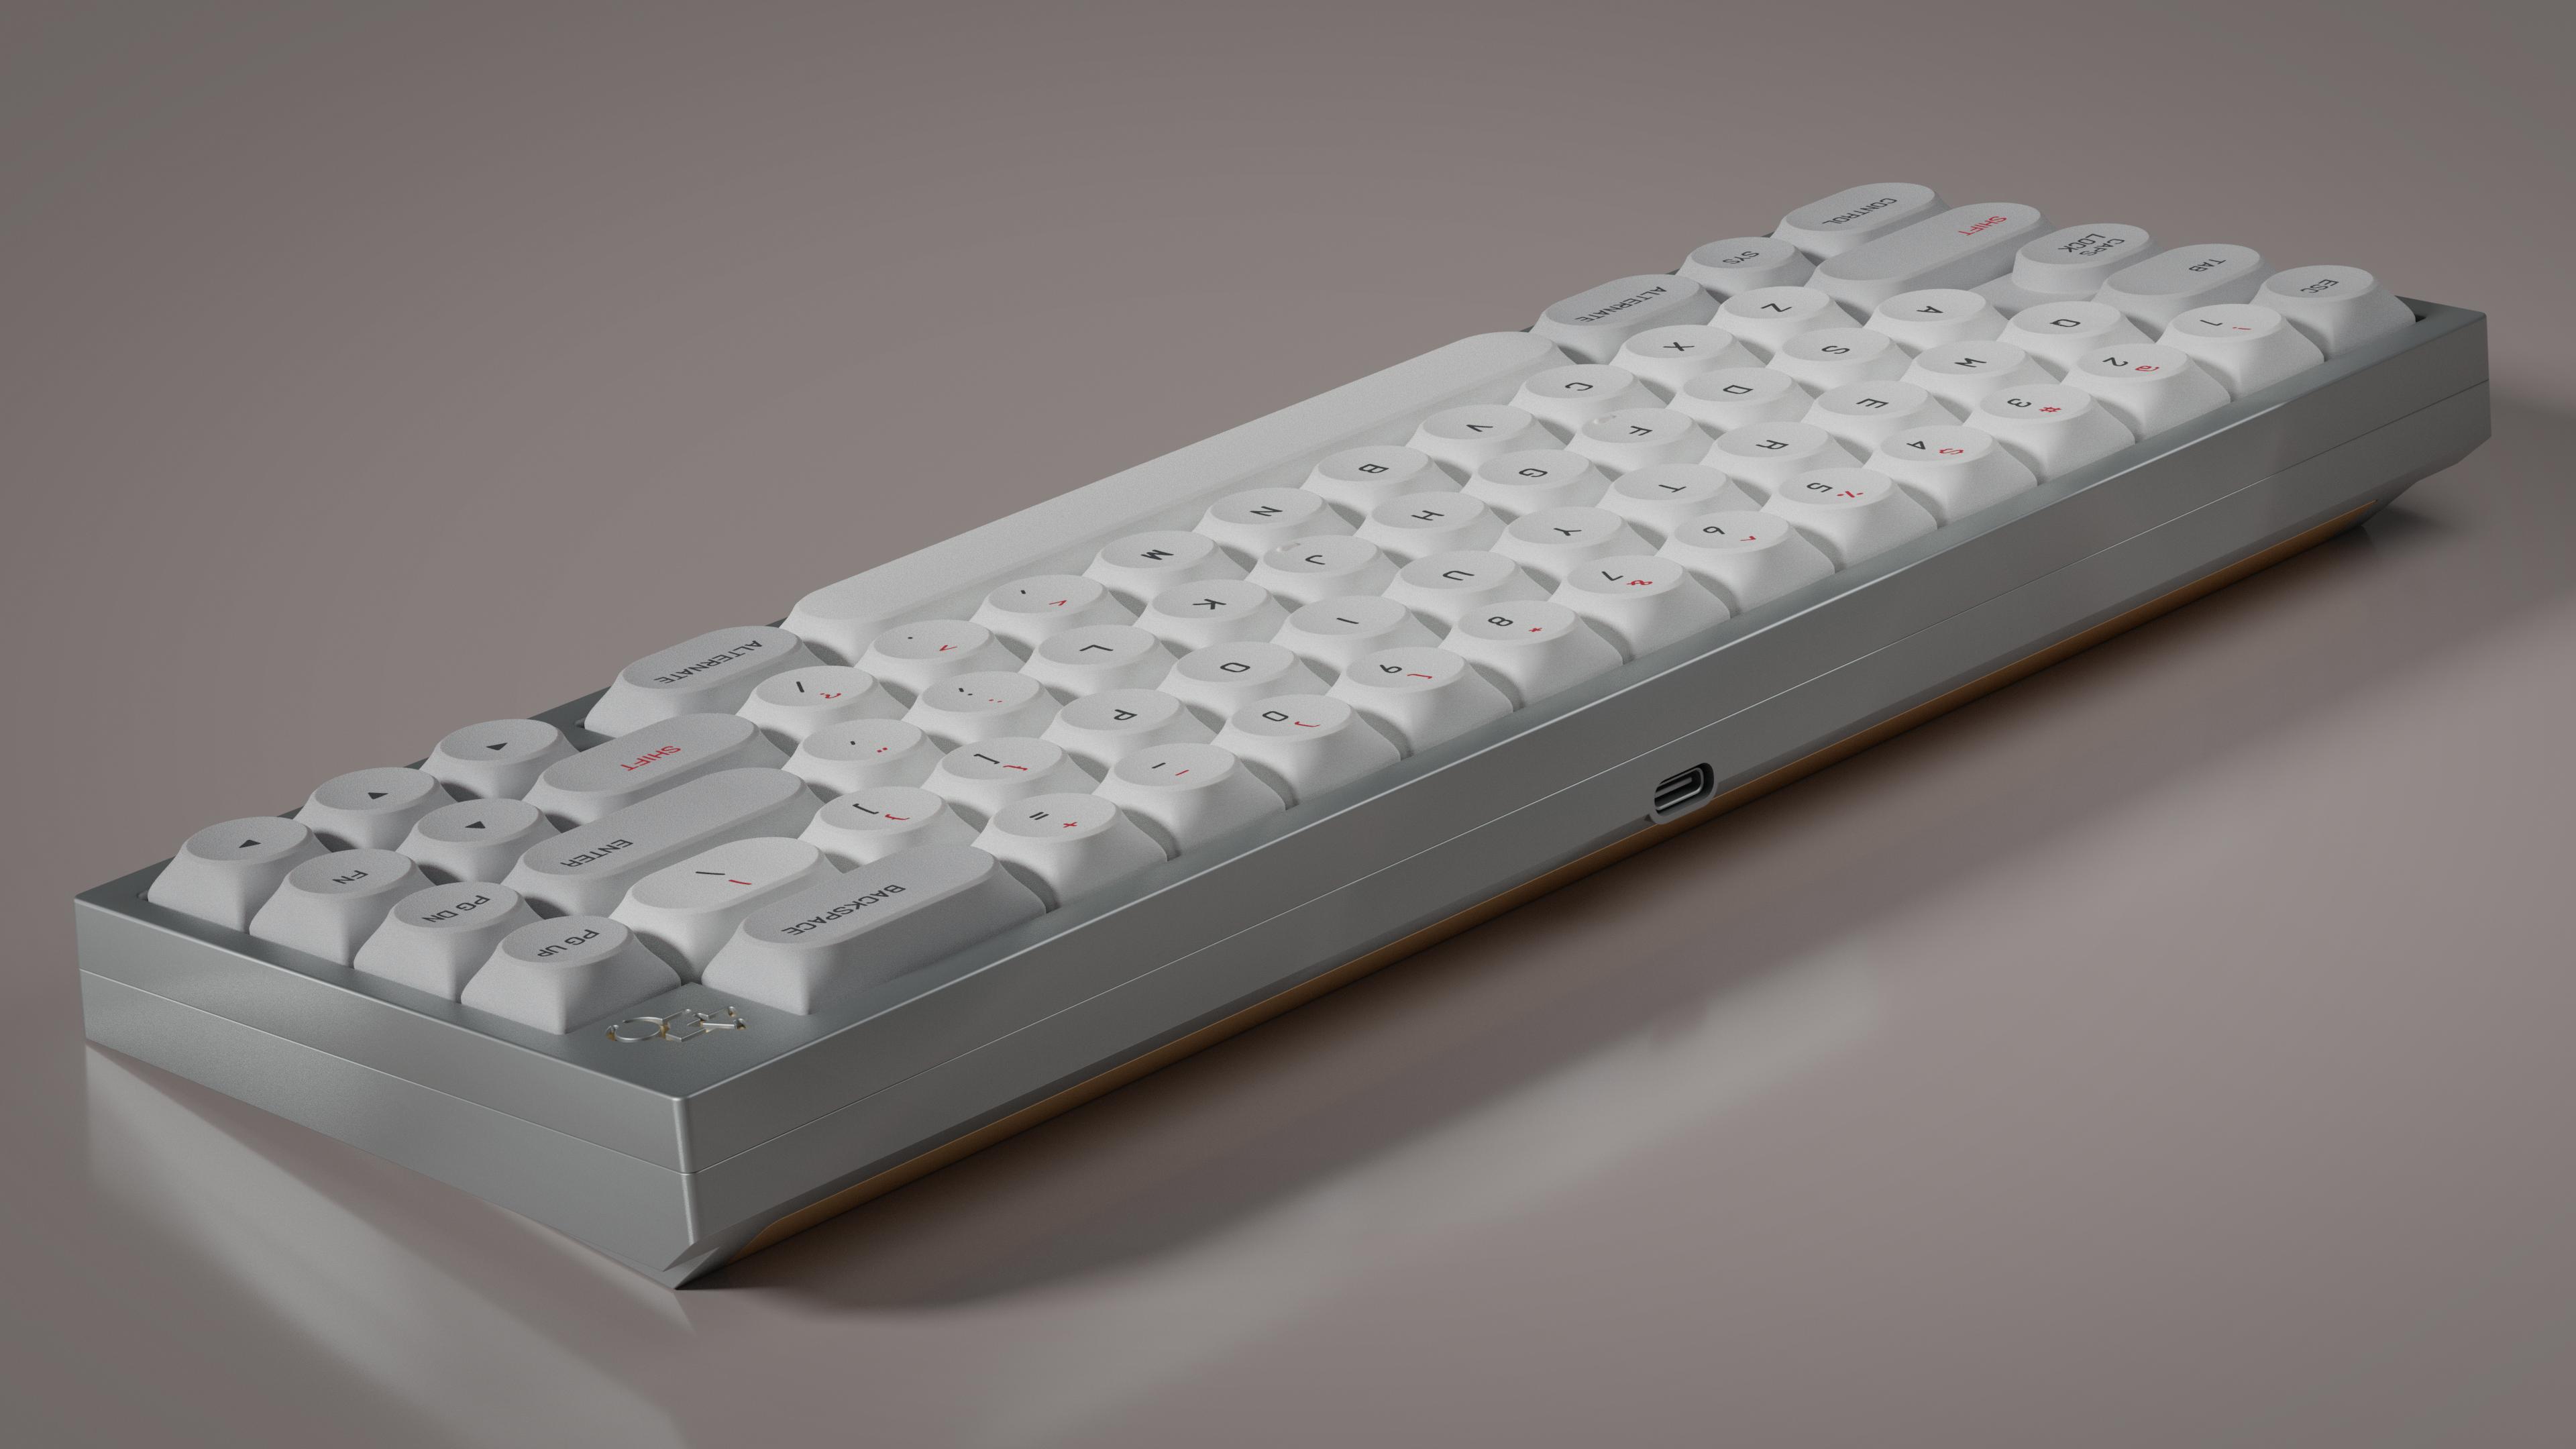 ESC
! 1
@ 2
# 3
$ 4
% 5
^ 6
& 7
* 8
( 9
) 0
_ -
+ =
BACKSPACE
TAB
Q
W
E
R
T
Y
U
I
O
P
{ [
} ]
| \
PG UP
CAPS
LOCK
A
S
D
F
G
H
J
K
L
: ;
" '
ENTER
PG DN
SHIFT
Z
X
C
V
B
N
M
< ,
> .
? /
SHIFT
FN
CONTROL
SYS
ALTERNATE
ALTERNATE